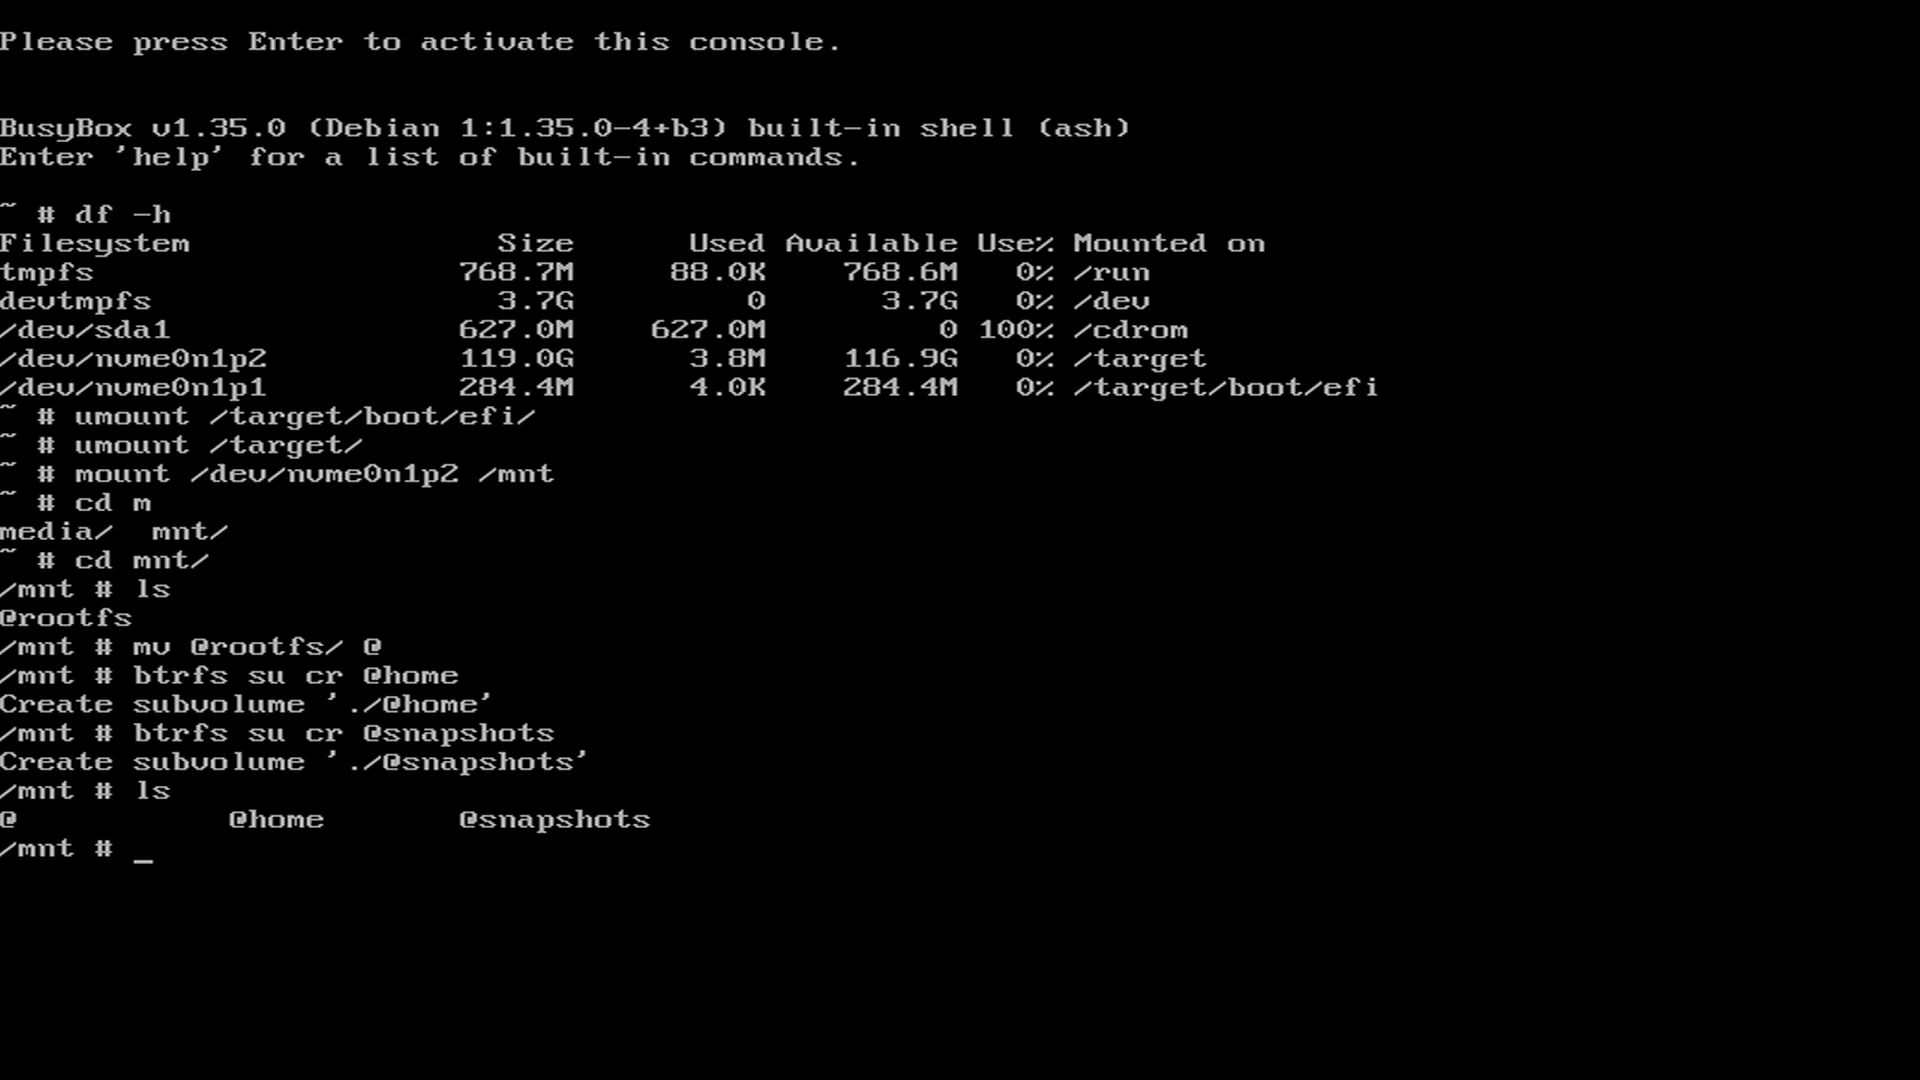 Please press Enter to activate this console.
BusyBox v1.35.0 (Debian 1:1.35.0-4+b3) built-in shell (ash)
Enter 'help' for a list of built-in commands.
~ # df -h
Filesystem                Size      Used Available Use% Mounted on
tmpfs                   768.7M     88.0K    768.6M   0% /run
devtmpfs                  3.7G         0      3.7G   0% /dev
/dev/sda1               627.0M    627.0M         0 100% /cdrom
/dev/nvme0n1p2          119.0G      3.8M    116.9G   0% /target
/dev/nvme0n1p1          284.4M      4.0K    284.4M   0% /target/boot/efi
~ # umount /target/boot/efi/
~ # umount /target/
~ # mount /dev/nvme0n1p2 /mnt
~ # cd m
media/  mnt/
~ # cd mnt/
/mnt # ls
@rootfs
/mnt # mv @rootfs/ @
/mnt # btrfs su cr @home
Create subvolume './@home'
/mnt # btrfs su cr @snapshots
Create subvolume './@snapshots'
/mnt # ls
@           @home       @snapshots
/mnt # _